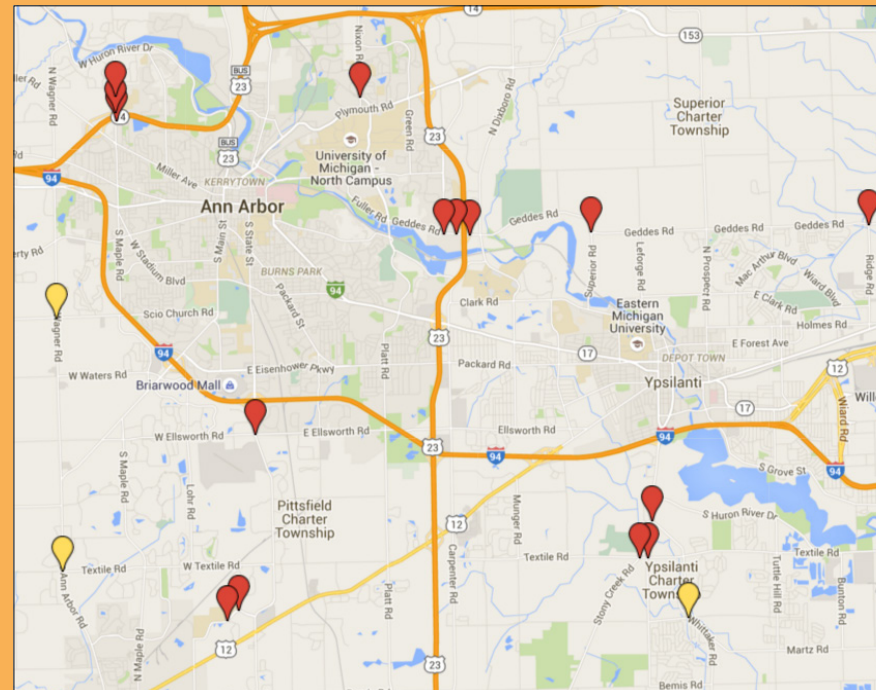 14
153
W Huron River Dr
Nixon Rd
N Wagner Rd
BUS
23
Plymouth Rd
N Dixboro Rd
Superior
Charter
Township
Green Rd
23
BUS
23
University of
Michigan -
North Campus
Miller Ave
94
KERRYTOWN
Ann Arbor
Fuller Rd
Geddes Rd
Geddes Rd
Geddes Rd
Geddes Rd
Geddes Rd
S Maple Rd
W Stadium Blvd
S Main St
S State St
BURNS PARK
Packard St
94
Superior Rd
Leforge Rd
N Prospect Rd
Mac Arthur Blvd
Wiard Blvd
Ridge Rd
Clark Rd
E Clark Rd
Wagner Rd
Scio Church Rd
Eastern
Michigan
University
Holmes Rd
23
Platt Rd
E Forest Ave
94
17
DEPOT TOWN
W Waters Rd
E Eisenhower Pkwy
Packard Rd
12
Briarwood Mall
Ypsilanti
17
Wiard Rd
W Ellsworth Rd
E Ellsworth Rd
Ellsworth Rd
23
94
94
94
S Grove St
S Maple Rd
Lohr Rd
Pittsfield
Charter
Township
12
Munger Rd
S Huron River Dr
Textile Rd
W Textile Rd
Carpenter Rd
Textile Rd
Textile Rd
Ann Arbor Rd
Platt Rd
Stony Creek Rd
Ypsilanti
Charter
Tuttle Hill Rd
Bunton Rd
Whittaker Rd
N Maple Rd
12
Martz Rd
23
Bemis Rd